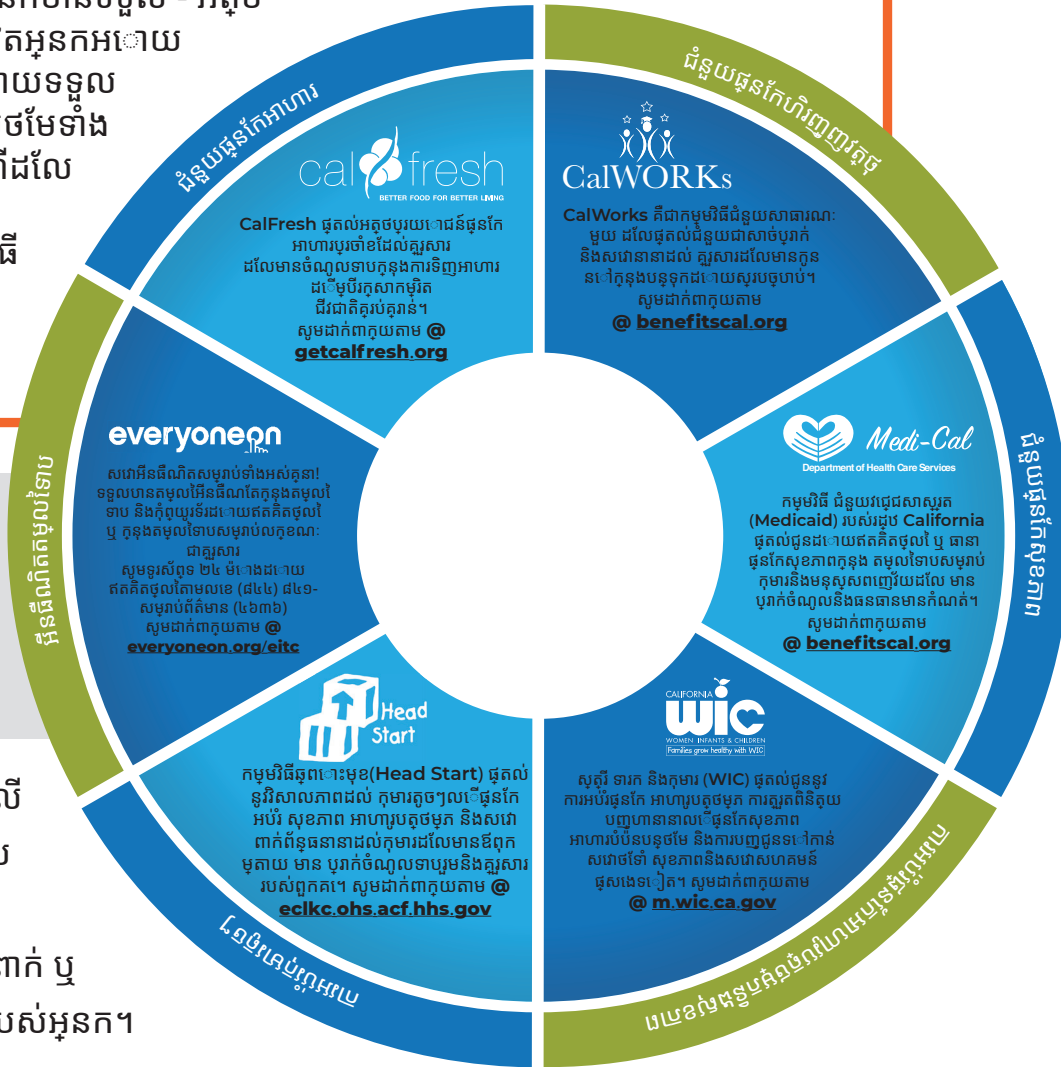 ជំនួយផ្នែកអាហារ
cal fresh
BETTER FOOD FOR BETTER LIVING
CalFresh ផ្តល់អត្ថប្រយោជន៍ផ្នែក
អាហារប្រចាំខែដល់គ្រួសារ
ដែលមានចំណូលទាបក្នុងការទិញអាហារ
ដើម្បីរក្សាកម្រិត
ជីវជាតិគ្រប់គ្រាន់។
សូមដាក់ពាក្យតាម @
getcalfresh.org
ជំនួយផ្នែកហិរញ្ញវត្ថុ
CalWORKs
CalWorks គឺជាកម្មវិធីជំនួយសាធារណៈ
មួយ ដែលផ្តល់ជំនួយជាសាច់ប្រាក់
និងសេវានានាដល់ គ្រួសារដែលមានកូន
នៅក្នុងបន្ទុកដោយស្របច្បាប់។
សូមដាក់ពាក្យតាម
@ benefitscal.org
ជំនួយផ្នែកសុខភាព
Medi-Cal
Department of Health Care Services
កម្មវិធី ជំនួយវេជ្ជសាស្ត្រ
(Medicaid) របស់រដ្ឋ California
ផ្តល់ជូនដោយឥតគិតថ្លៃ ឬ ធានា
ផ្នែកសុខភាពក្នុង តម្លៃទាបសម្រាប់
កុមារនិងមនុស្សពេញវ័យដែល មាន
ប្រាក់ចំណូលនិងធនធានមានកំណត់។
សូមដាក់ពាក្យតាម
@ benefitscal.org
CALIFORNIA
wic
WOMEN INFANTS & CHILDREN
Families grow healthy with WIC
ស្ត្រី ទារក និងកុមារ (WIC) ផ្តល់ជូននូវ
ការអប់រំផ្នែក អាហារូបត្ថម្ភ ការត្រួតពិនិត្យ
បញ្ហានានាលើផ្នែកសុខភាព
អាហារបំប៉នបន្ថែម និងការបញ្ជូនទៅកាន់
សេវាថែទាំ សុខភាពនិងសេវាសហគមន៍
ផ្សេងទៀត។ សូមដាក់ពាក្យតាម
@ m.wic.ca.gov
Head
Start
កម្មវិធីឆ្ពោះមុខ(Head Start) ផ្តល់
នូវវិសាលភាពដល់ កុមារតូចៗលើផ្នែក
អប់រំ សុខភាព អាហារូបត្ថម្ភ និងសេវា
ពាក់ព័ន្ធនានាដល់កុមារដែលមានឪពុក
ម្តាយ មាន ប្រាក់ចំណូលទាបរួមនិងគ្រួសារ
របស់ពួកគេ។ សូមដាក់ពាក្យតាម @
eclkc.ohs.acf.hhs.gov
ការអប់រំកុមារតូចៗ
អ៊ីនធឺណិតតម្លៃទាប
everyoneon
សេវាអ៊ីនធឺណិតសម្រាប់ទាំងអស់គ្នា!
ទទួលបានតម្លៃអ៊ីនធឺណតក្នុងតម្លៃ
ទាប និងកុំព្យូរទ័រដោយឥតគិតថ្លៃ
ឬ ក្នុងតម្លៃទាបសម្រាប់លក្ខណៈ
ជាគ្រួសារ
សូមទូរស័ព្ទ ២៤ ម៉ោងដោយ
ឥតគិតថ្លៃតាមលេខ (៨៤៤) ៨៤១-
សម្រាប់ព័ត៌មាន (៤៦៣៦)
សូមដាក់ពាក្យតាម @
everyoneon.org/eitc
ពាក់ ឬ
បស់អ្នក។